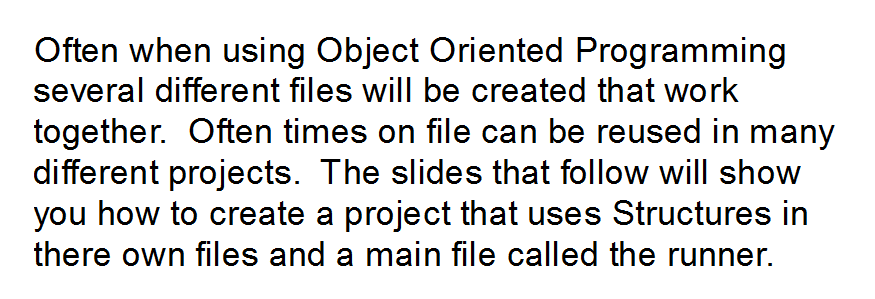 Often when using Object Oriented Programming
several different files will be created that work
together.  Often times on file can be reused in many
different projects.  The slides that follow will show
you how to create a project that uses Structures in
there own files and a main file called the runner.